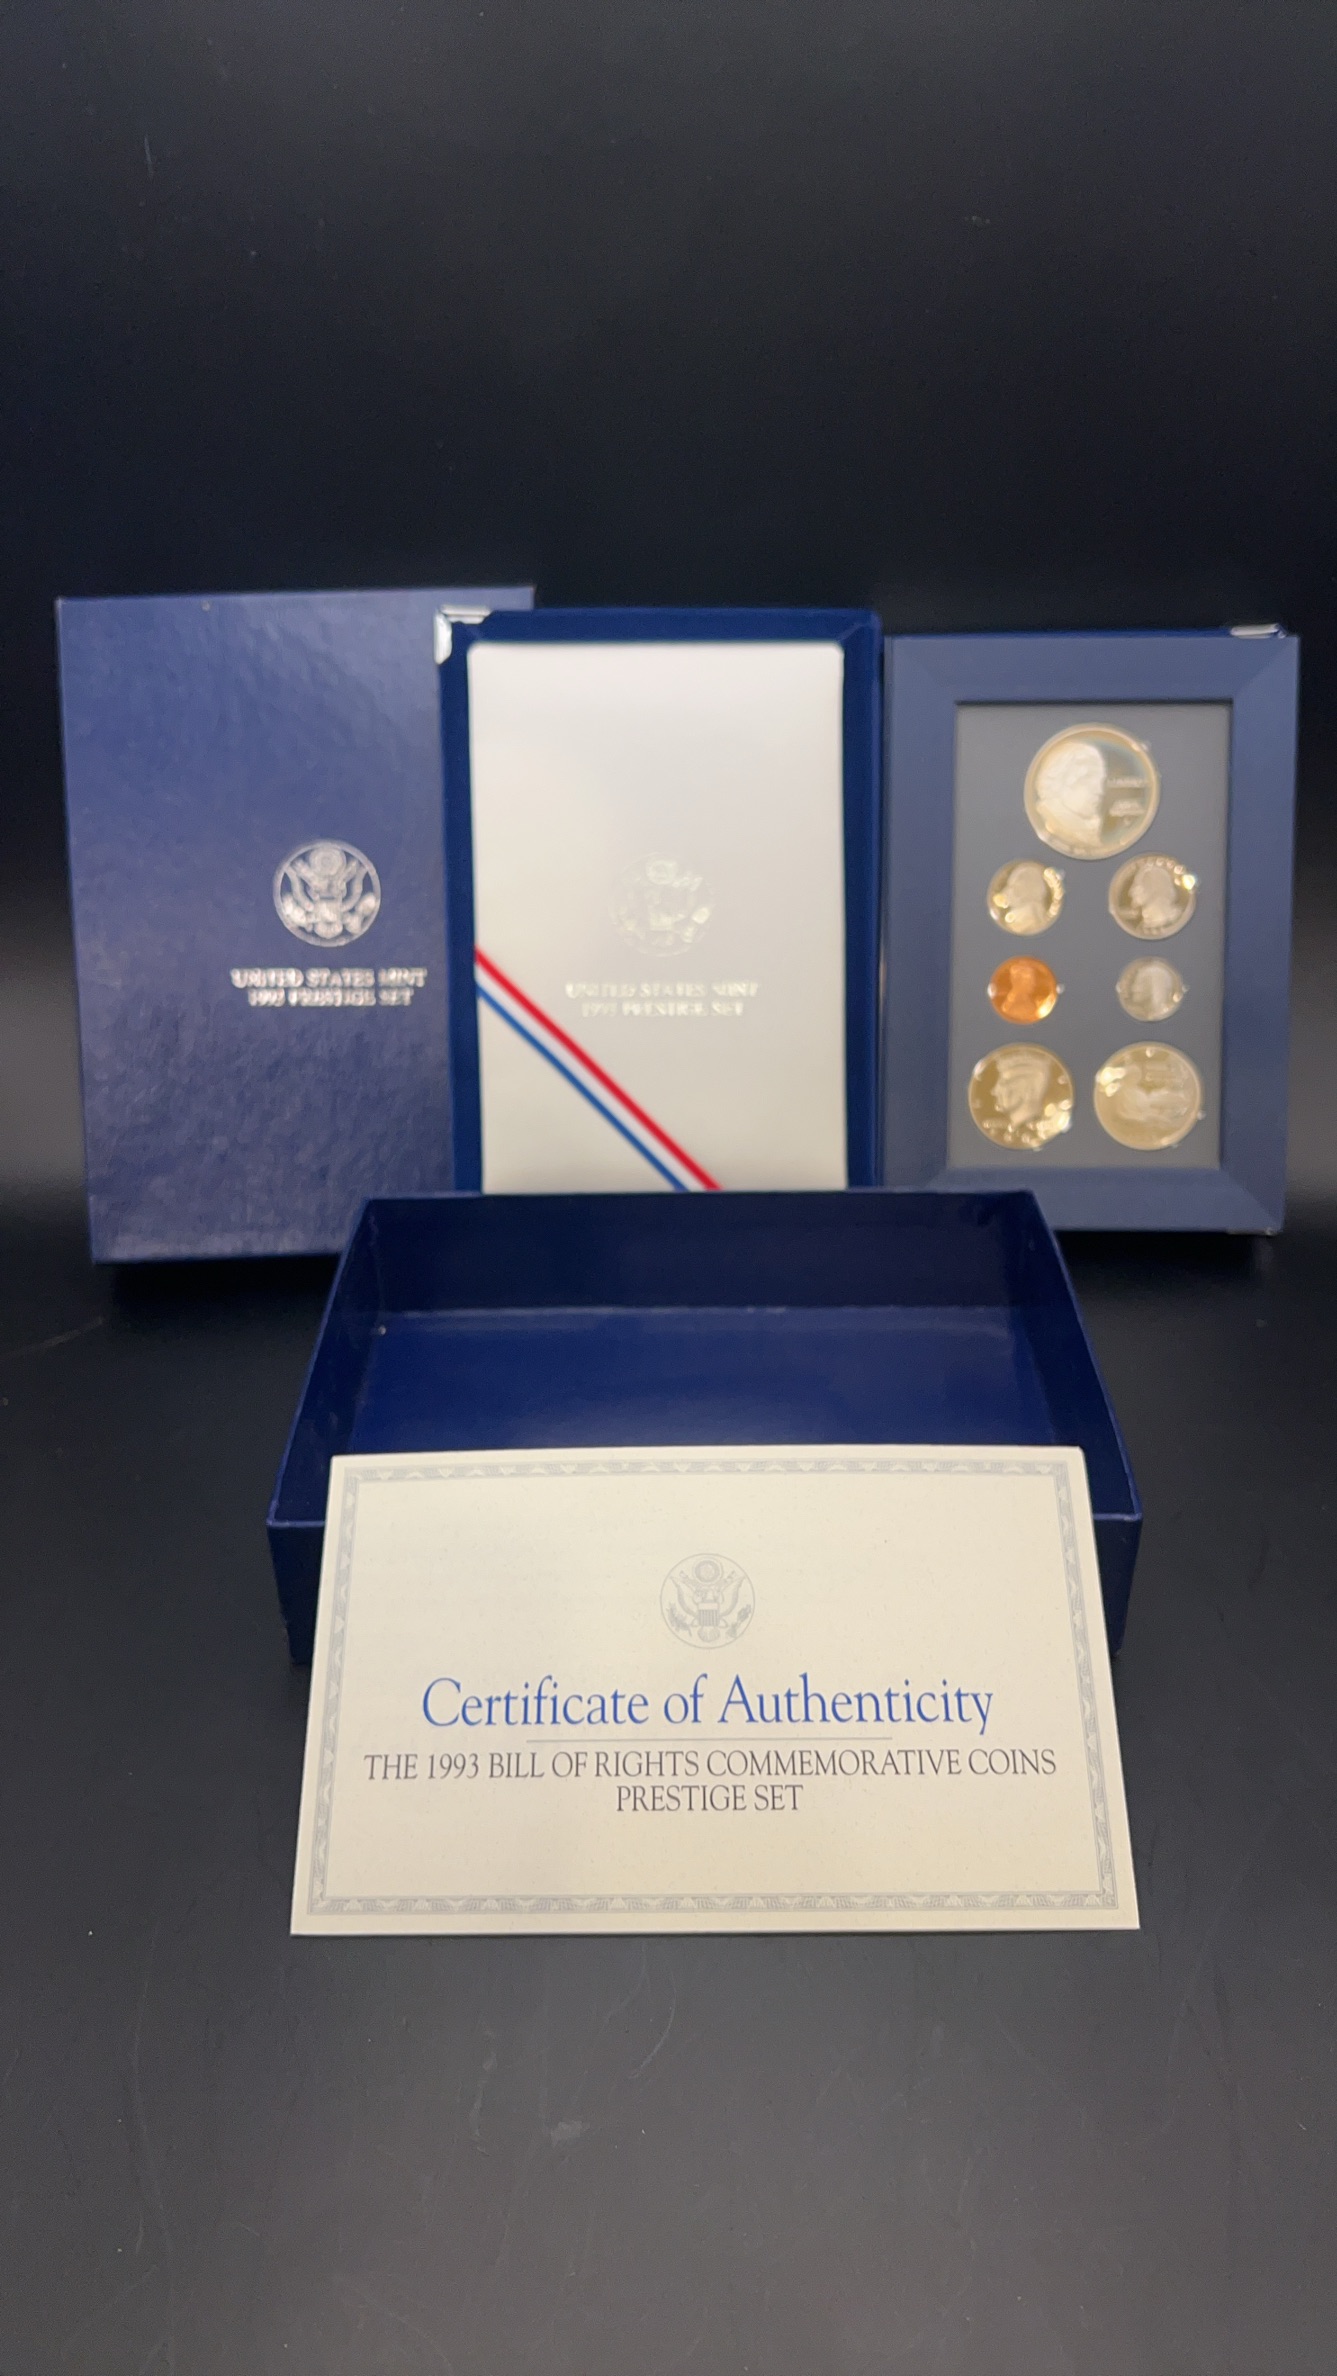 UNITED STATES MINT
1993 PRESTIGE SET
UNITED STATES MINT
1993 PRESTIGE SET
Certificate of Authenticity
THE 1993 BILL OF RIGHTS COMMEMORATIVE COINS
PRESTIGE SET